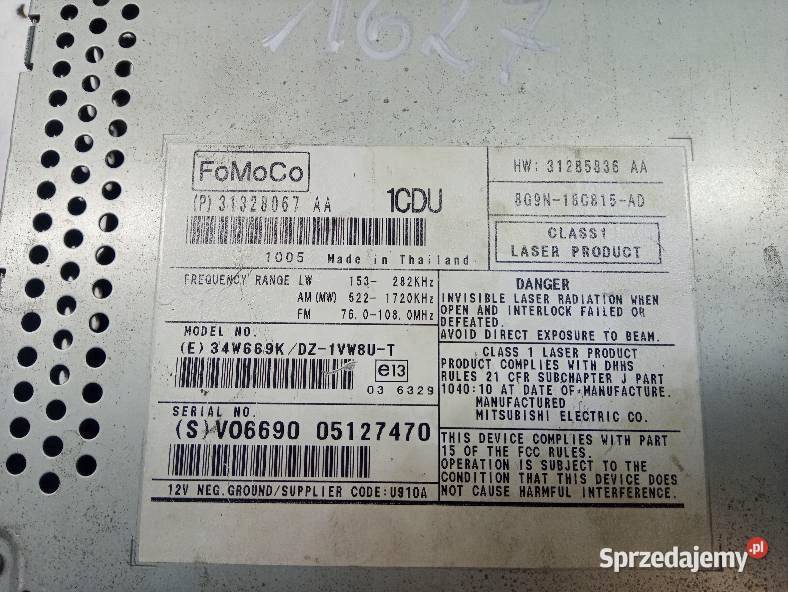 1627
FoMoCo
(P) 31328067 AA
1CDU
1005 Made in Thailand
HW: 31285836 AA
8G9N-18C815-AD
CLASS1
LASER PRODUCT
FREQUENCY RANGE LW 153- 282KHz
AM (MW) 522- 1720KHz
FM 76.0-108.0MHz
MODEL NO.
(E) 34W669K/DZ-1VW8U-T
e13
03 6329
SERIAL NO.
(S) V06690 05127470
12V NEG.GROUND/SUPPLIER CODE:U910A
DANGER
INVISIBLE LASER RADIATION WHEN
OPEN AND INTERLOCK FAILED OR
DEFEATED.
AVOID DIRECT EXPOSURE TO BEAM.
CLASS 1 LASER PRODUCT
PRODUCT COMPLIES WITH DHHS
RULES 21 CFR SUBCHAPTER J PART
1040:10 AT DATE OF MANUFACTURE.
MANUFACTURED
MITSUBISHI ELECTRIC CO.
THIS DEVICE COMPLIES WITH PART
15 OF THE FCC RULES.
OPERATION IS SUBJECT TO THE
CONDITION THAT THIS DEVICE DOES
NOT CAUSE HARMFUL INTERFERENCE.
Sprzedajemy.pl